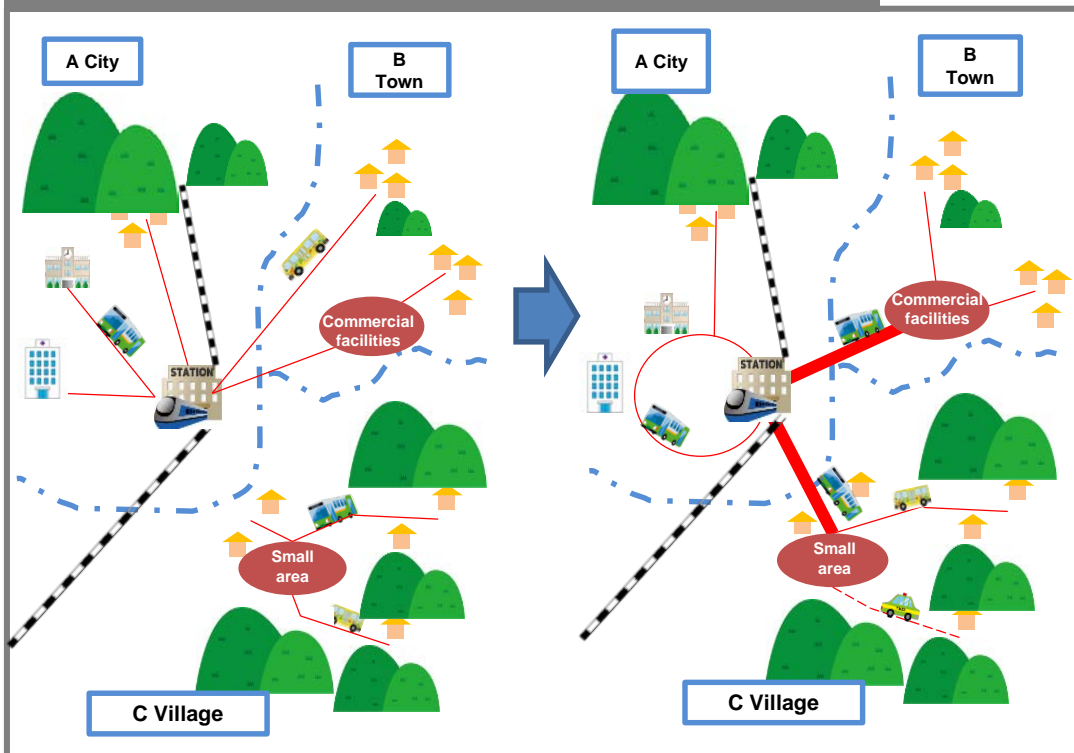 A City
B
Town
STATION
Commercial
facilities
Small
area
C Village
A City
B
Town
STATION
Commercial
facilities
Small
area
C Village